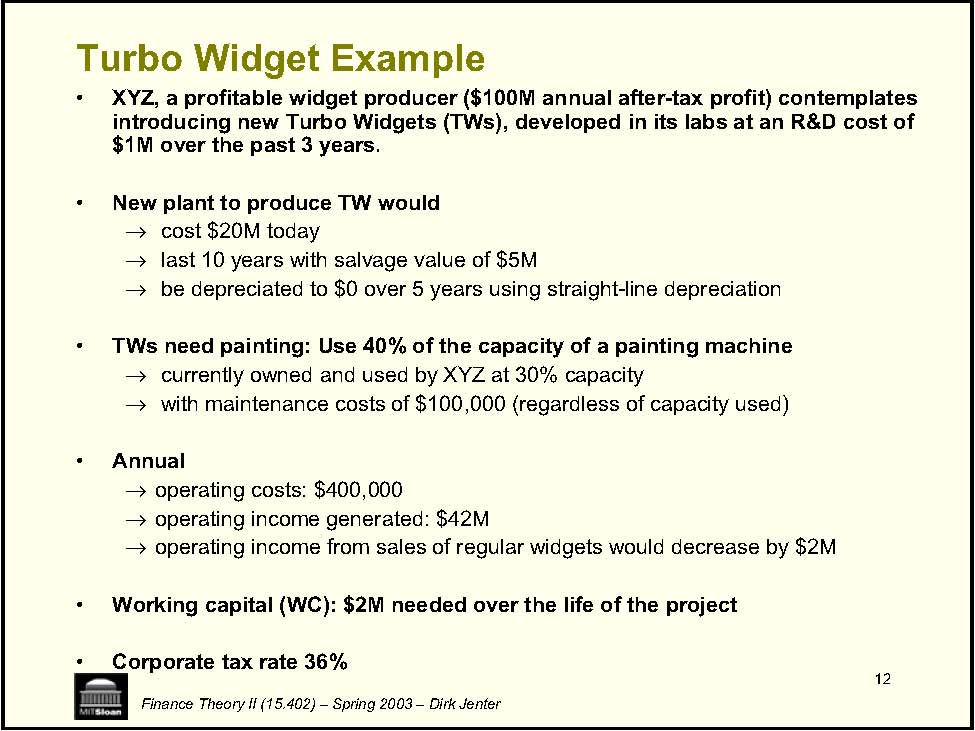 Turbo Widget Example
• XYZ, a profitable widget producer ($100M annual after-tax profit) contemplates
introducing new Turbo Widgets (TWs), developed in its labs at an R&D cost of
$1M over the past 3 years.
• New plant to produce TW would
→ cost $20M today
→ last 10 years with salvage value of $5M
→ be depreciated to $0 over 5 years using straight-line depreciation
• TWs need painting: Use 40% of the capacity of a painting machine
→ currently owned and used by XYZ at 30% capacity
→ with maintenance costs of $100,000 (regardless of capacity used)
• Annual
→ operating costs: $400,000
→ operating income generated: $42M
→ operating income from sales of regular widgets would decrease by $2M
• Working capital (WC): $2M needed over the life of the project
• Corporate tax rate 36%
12
MITSloan
Finance Theory II (15.402) – Spring 2003 – Dirk Jenter